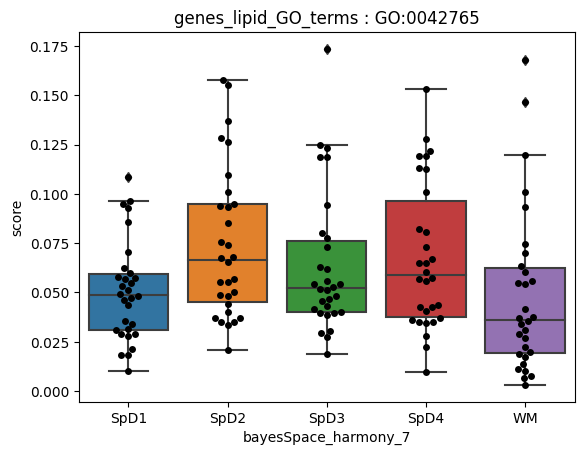 genes_lipid_GO_terms : GO:0042765
0.175
0.150
0.125
0.100
0.075
0.050
0.025
0.000
score
SpD1 SpD2 SpD3 SpD4 WM
bayesSpace_harmony_7